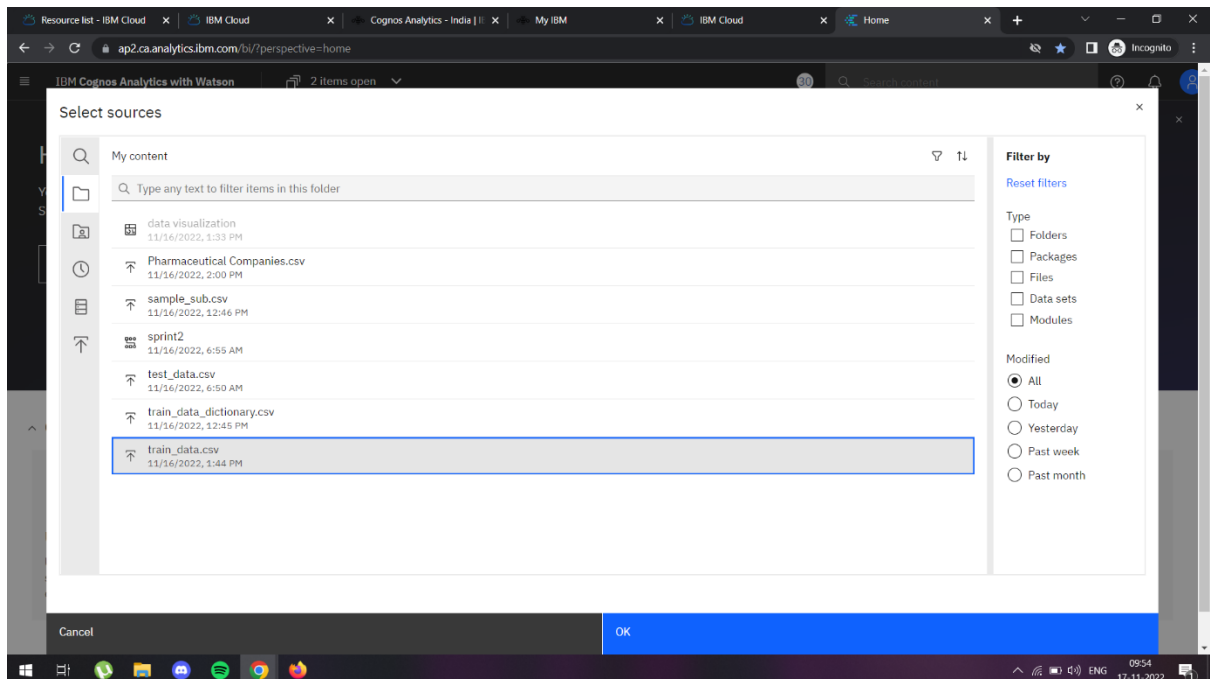 Resource list - IBM Cloud
IBM Cloud
Cognos Analytics - India | IE
My IBM
IBM Cloud
Home
ap2.ca.analytics.ibm.com/bi/?perspective=home
Incognito
IBM Cognos Analytics with Watson
2 items open
30
Search content
Select sources
My content
Type any text to filter items in this folder
data visualization
11/16/2022, 1:33 PM
Pharmaceutical Companies.csv
11/16/2022, 2:00 PM
sample_sub.csv
11/16/2022, 12:46 PM
sprint2
11/16/2022, 6:55 AM
test_data.csv
11/16/2022, 6:50 AM
train_data_dictionary.csv
11/16/2022, 12:45 PM
train_data.csv
11/16/2022, 1:44 PM
Filter by
Reset filters
Type
Folders
Packages
Files
Data sets
Modules
Modified
All
Today
Yesterday
Past week
Past month
Cancel
OK
ENG
09:54
17-11-2022